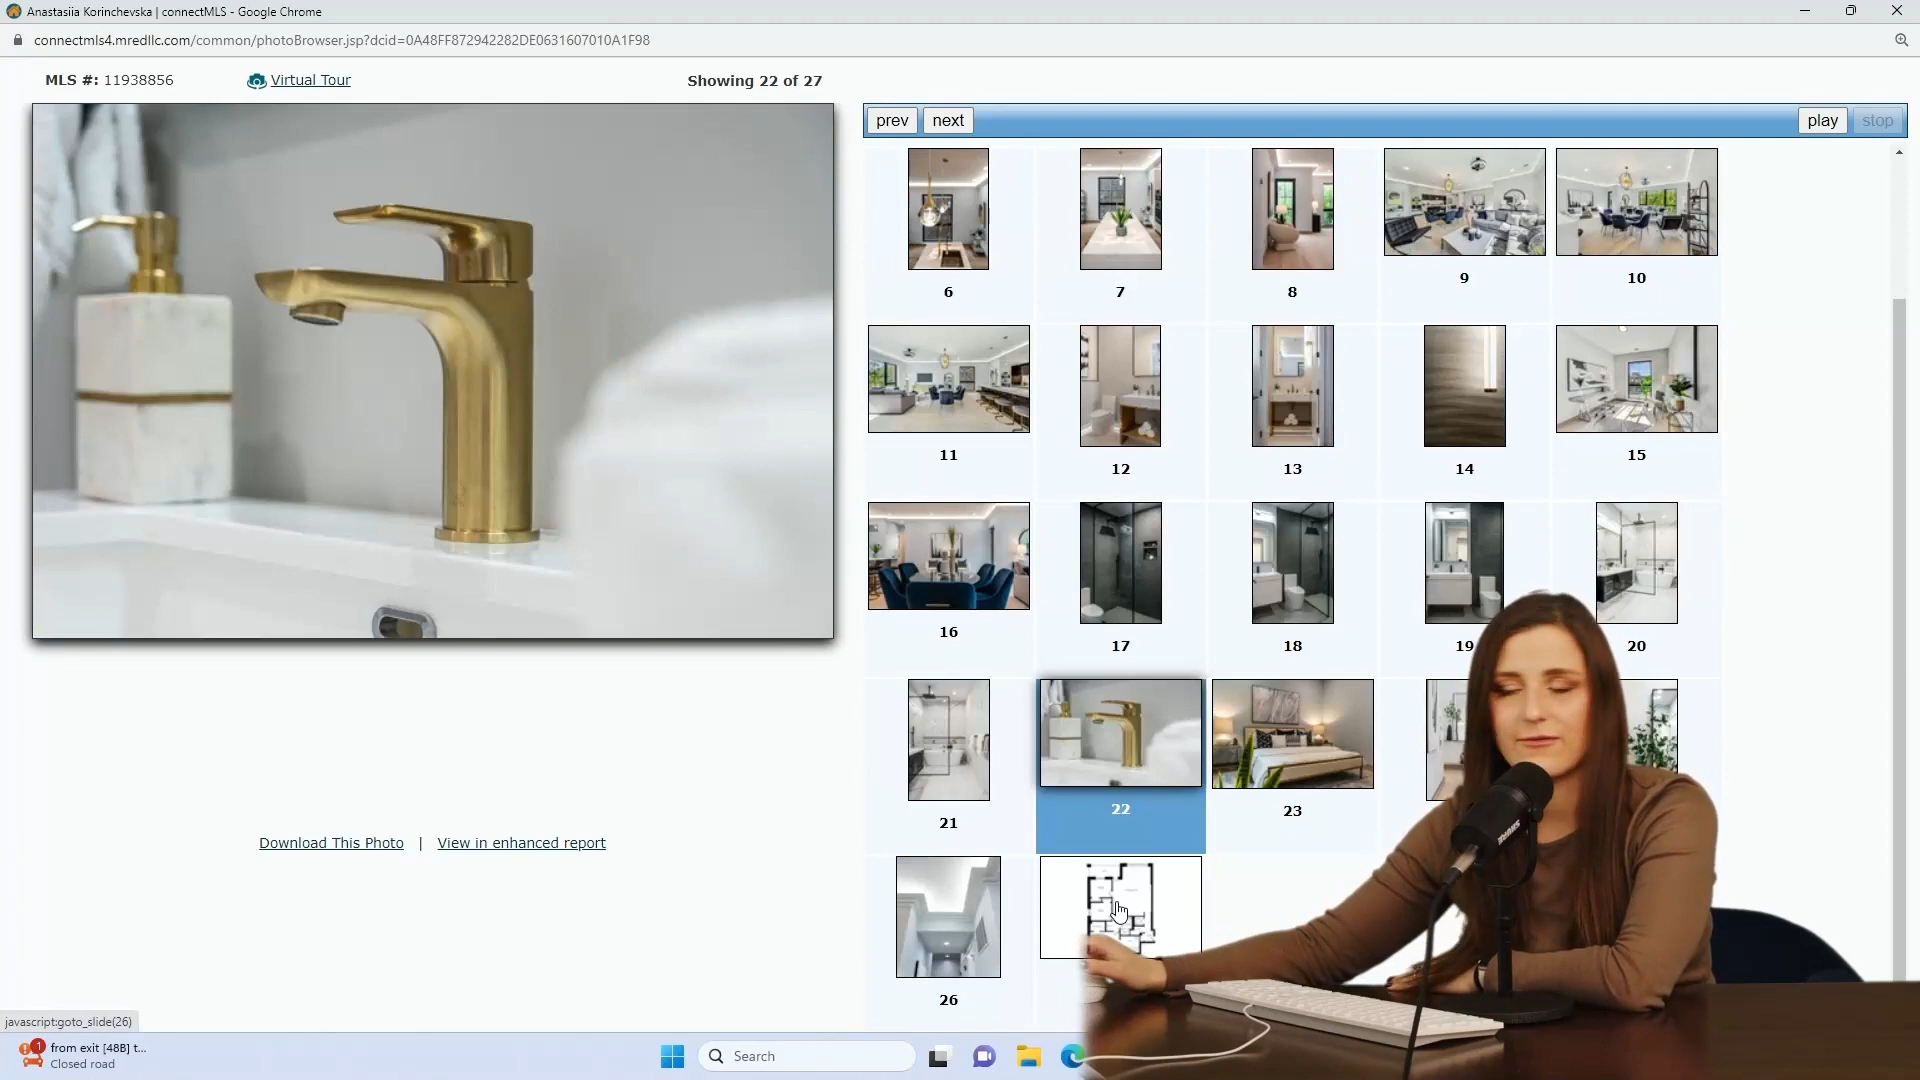 Anastasiia Korinchevska | connectMLS - Google Chrome
connectmls4.mredllc.com/common/photoBrowser.jsp?dcid=0A48FF872942282DE0631607010A1F98
MLS #: 11938856
Virtual Tour
Showing 22 of 27
prev next play stop
6 7 8 9 10
11 12 13 14 15
16 17 18 19 20
21 22 23
26
Download This Photo | View in enhanced report
javascript:goto_slide(26)
1
from exit [48B] t...
Closed road
Search
SHURE